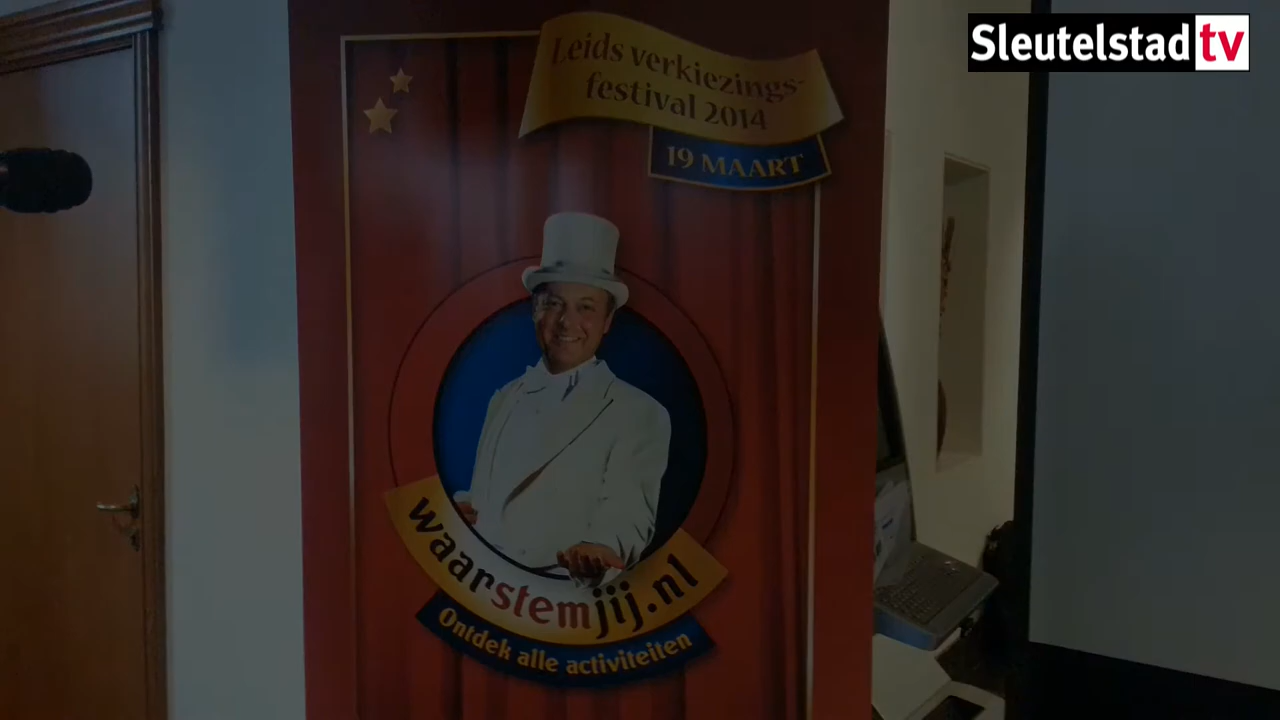 Sleutelstad tv
Leids verkiezings-
festival 2014
19 MAART
waarstemjij.nl
Ontdek alle activiteiten